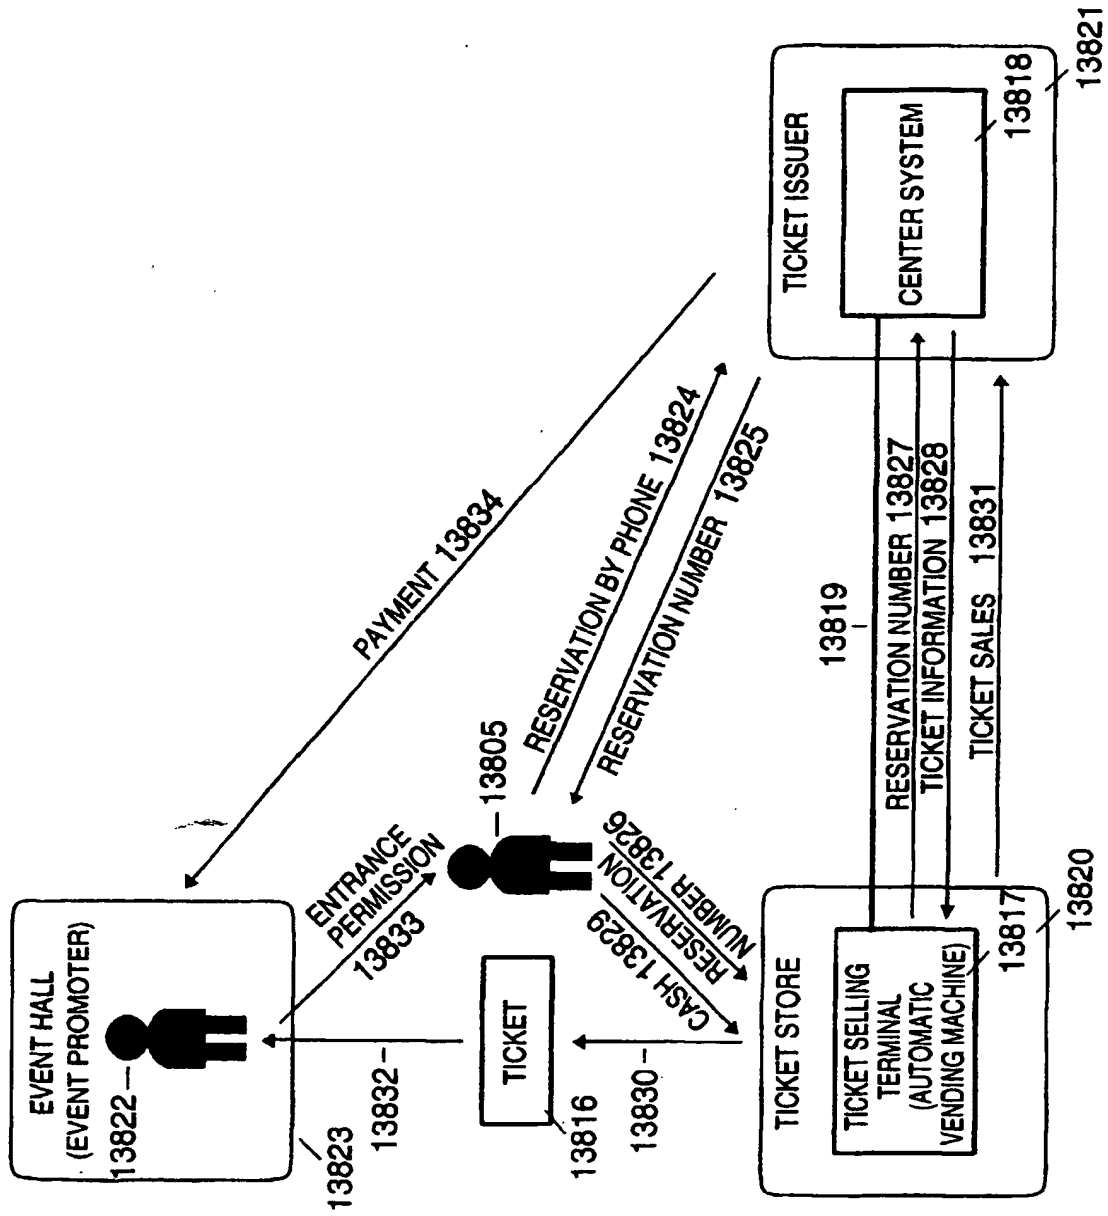 EVENT HALL
(EVENT PROMOTER)
13822
13823
PAYMENT 13834
ENTRANCE
PERMISSION
13833
13832
13805
TICKET
13816
13830
RESERVATION BY PHONE 13824
RESERVATION NUMBER 13825
RESERVATION
NUMBER 13826
CASH 13829
TICKET STORE
TICKET SELLING
TERMINAL
(AUTOMATIC
VENDING MACHINE)
13817
13820
13819
RESERVATION NUMBER 13827
TICKET INFORMATION 13828
TICKET SALES 13831
TICKET ISSUER
CENTER SYSTEM
13818
13821